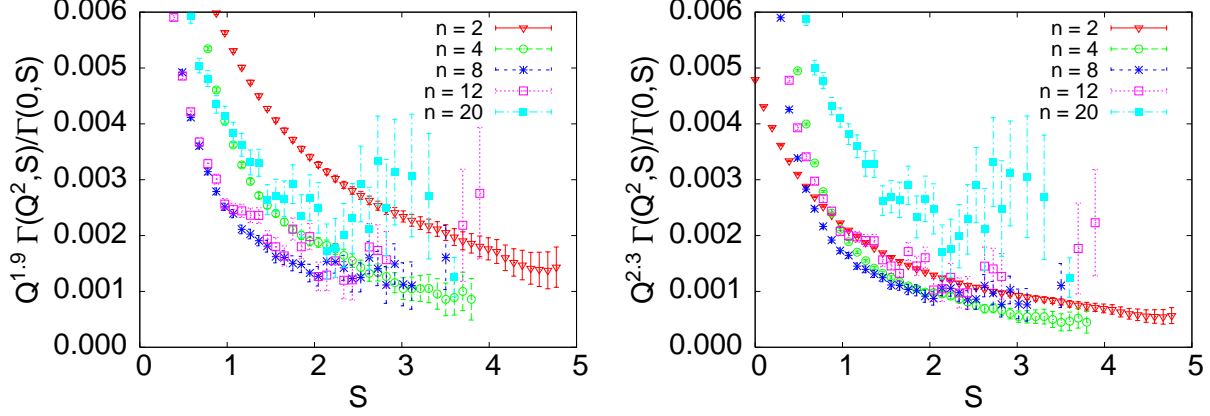 Q^1.9 Γ(Q^2,S)/Γ(0,S)
0.006
0.005
0.004
0.003
0.002
0.001
0.000
n = 2
n = 4
n = 8
n = 12
n = 20
0 1 2 3 4 5
S
Q^2.3 Γ(Q^2,S)/Γ(0,S)
0.006
0.005
0.004
0.003
0.002
0.001
0.000
n = 2
n = 4
n = 8
n = 12
n = 20
0 1 2 3 4 5
S